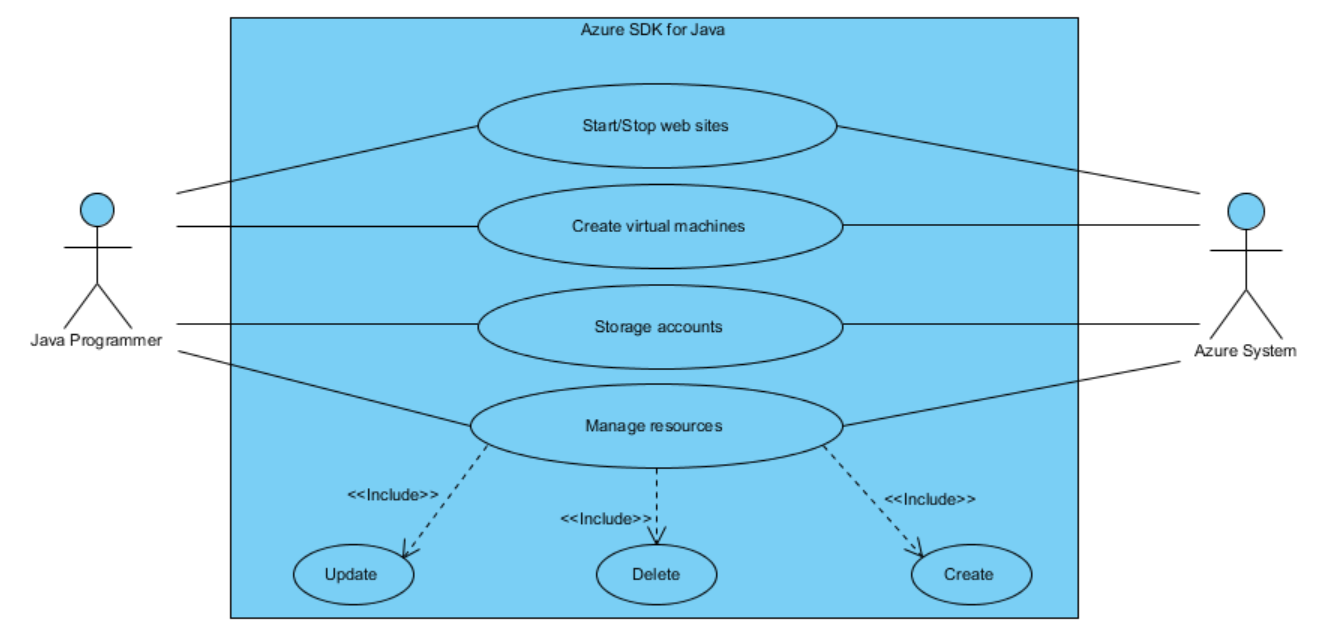 Azure SDK for Java
Start/Stop web sites
Create virtual machines
Storage accounts
Java Programmer
Azure System
Manage resources
<<Include>>
<<Include>>
<<Include>>
Update
Delete
Create